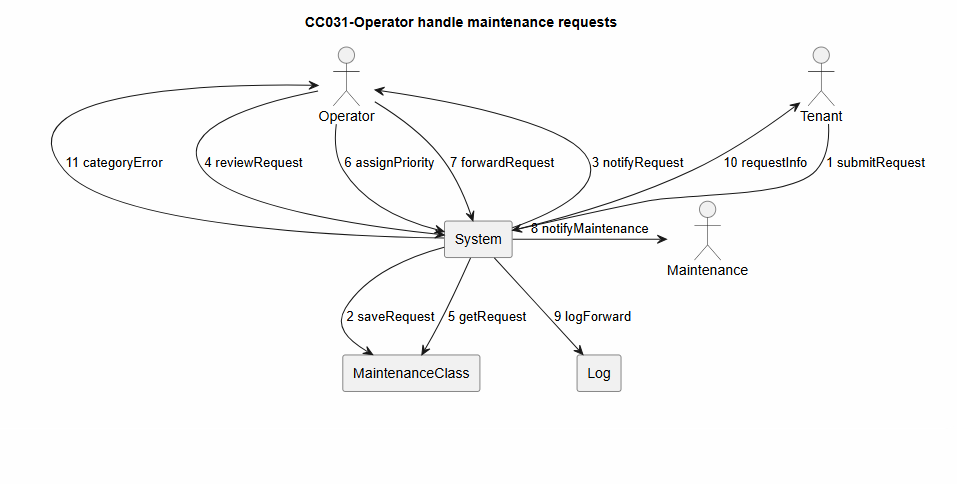 CC031-Operator handle maintenance requests
Operator
Tenant
11 categoryError
4 reviewRequest
6 assignPriority
7 forwardRequest
3 notifyRequest
10 requestInfo
1 submitRequest
8 notifyMaintenance
System
Maintenance
2 saveRequest
5 getRequest
9 logForward
MaintenanceClass
Log